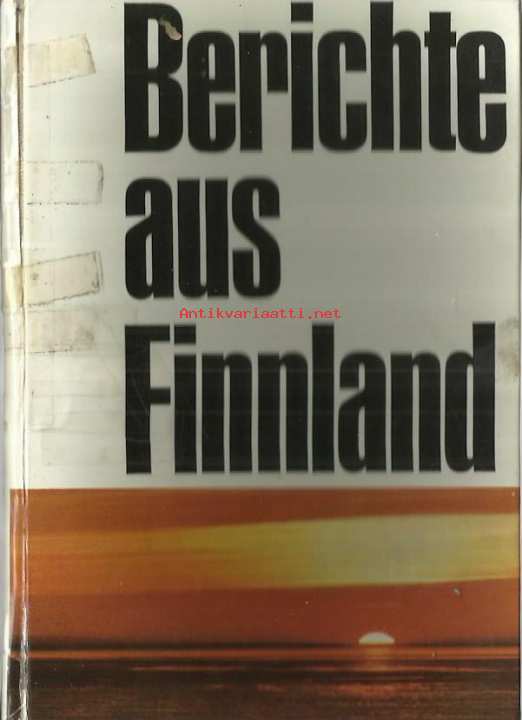 Berichte
aus
Antikvariaatti.net
Finnland